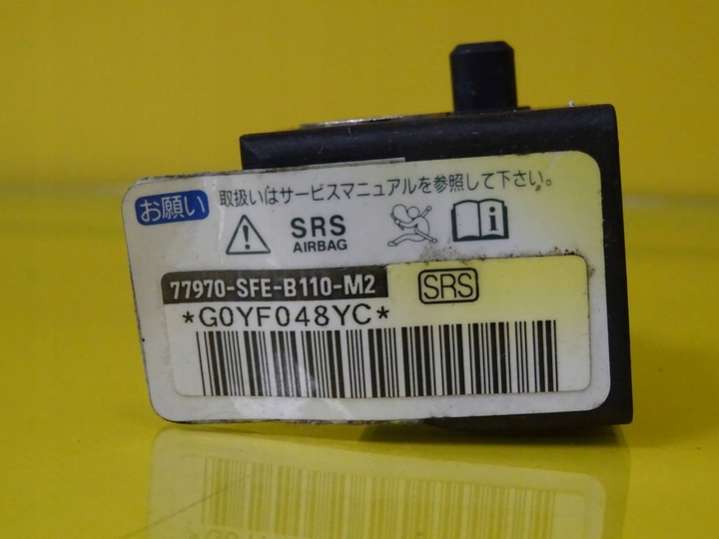 お願い
取扱いはサービスマニュアルを参照して下さい。
SRS
AIRBAG
77970-SFE-B110-M2
SRS
*G0YF048YC*